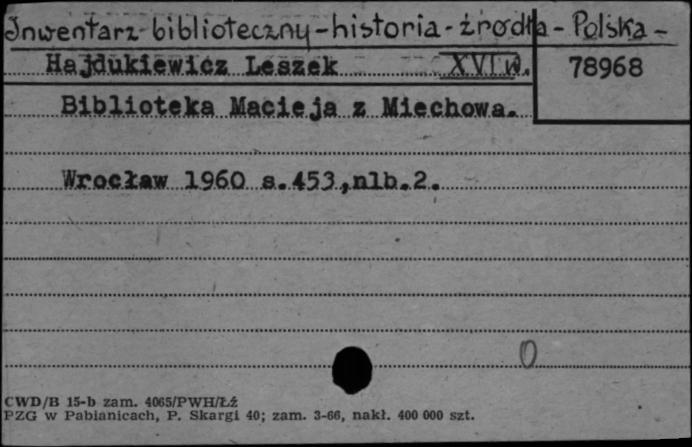 Inwentarz biblioteczny - historia - źródła - Polska -
Hajdukiewicz Leszek XVI w. 78968
Biblioteka Macieja z Miechowa.
Wrocław 1960 s.453,nlb.2.
0
CWD/B 15-b zam. 4065/PWH/Łź
PZG w Pabianicach, P. Skargi 40; zam. 3-66, nakł. 400 000 szt.